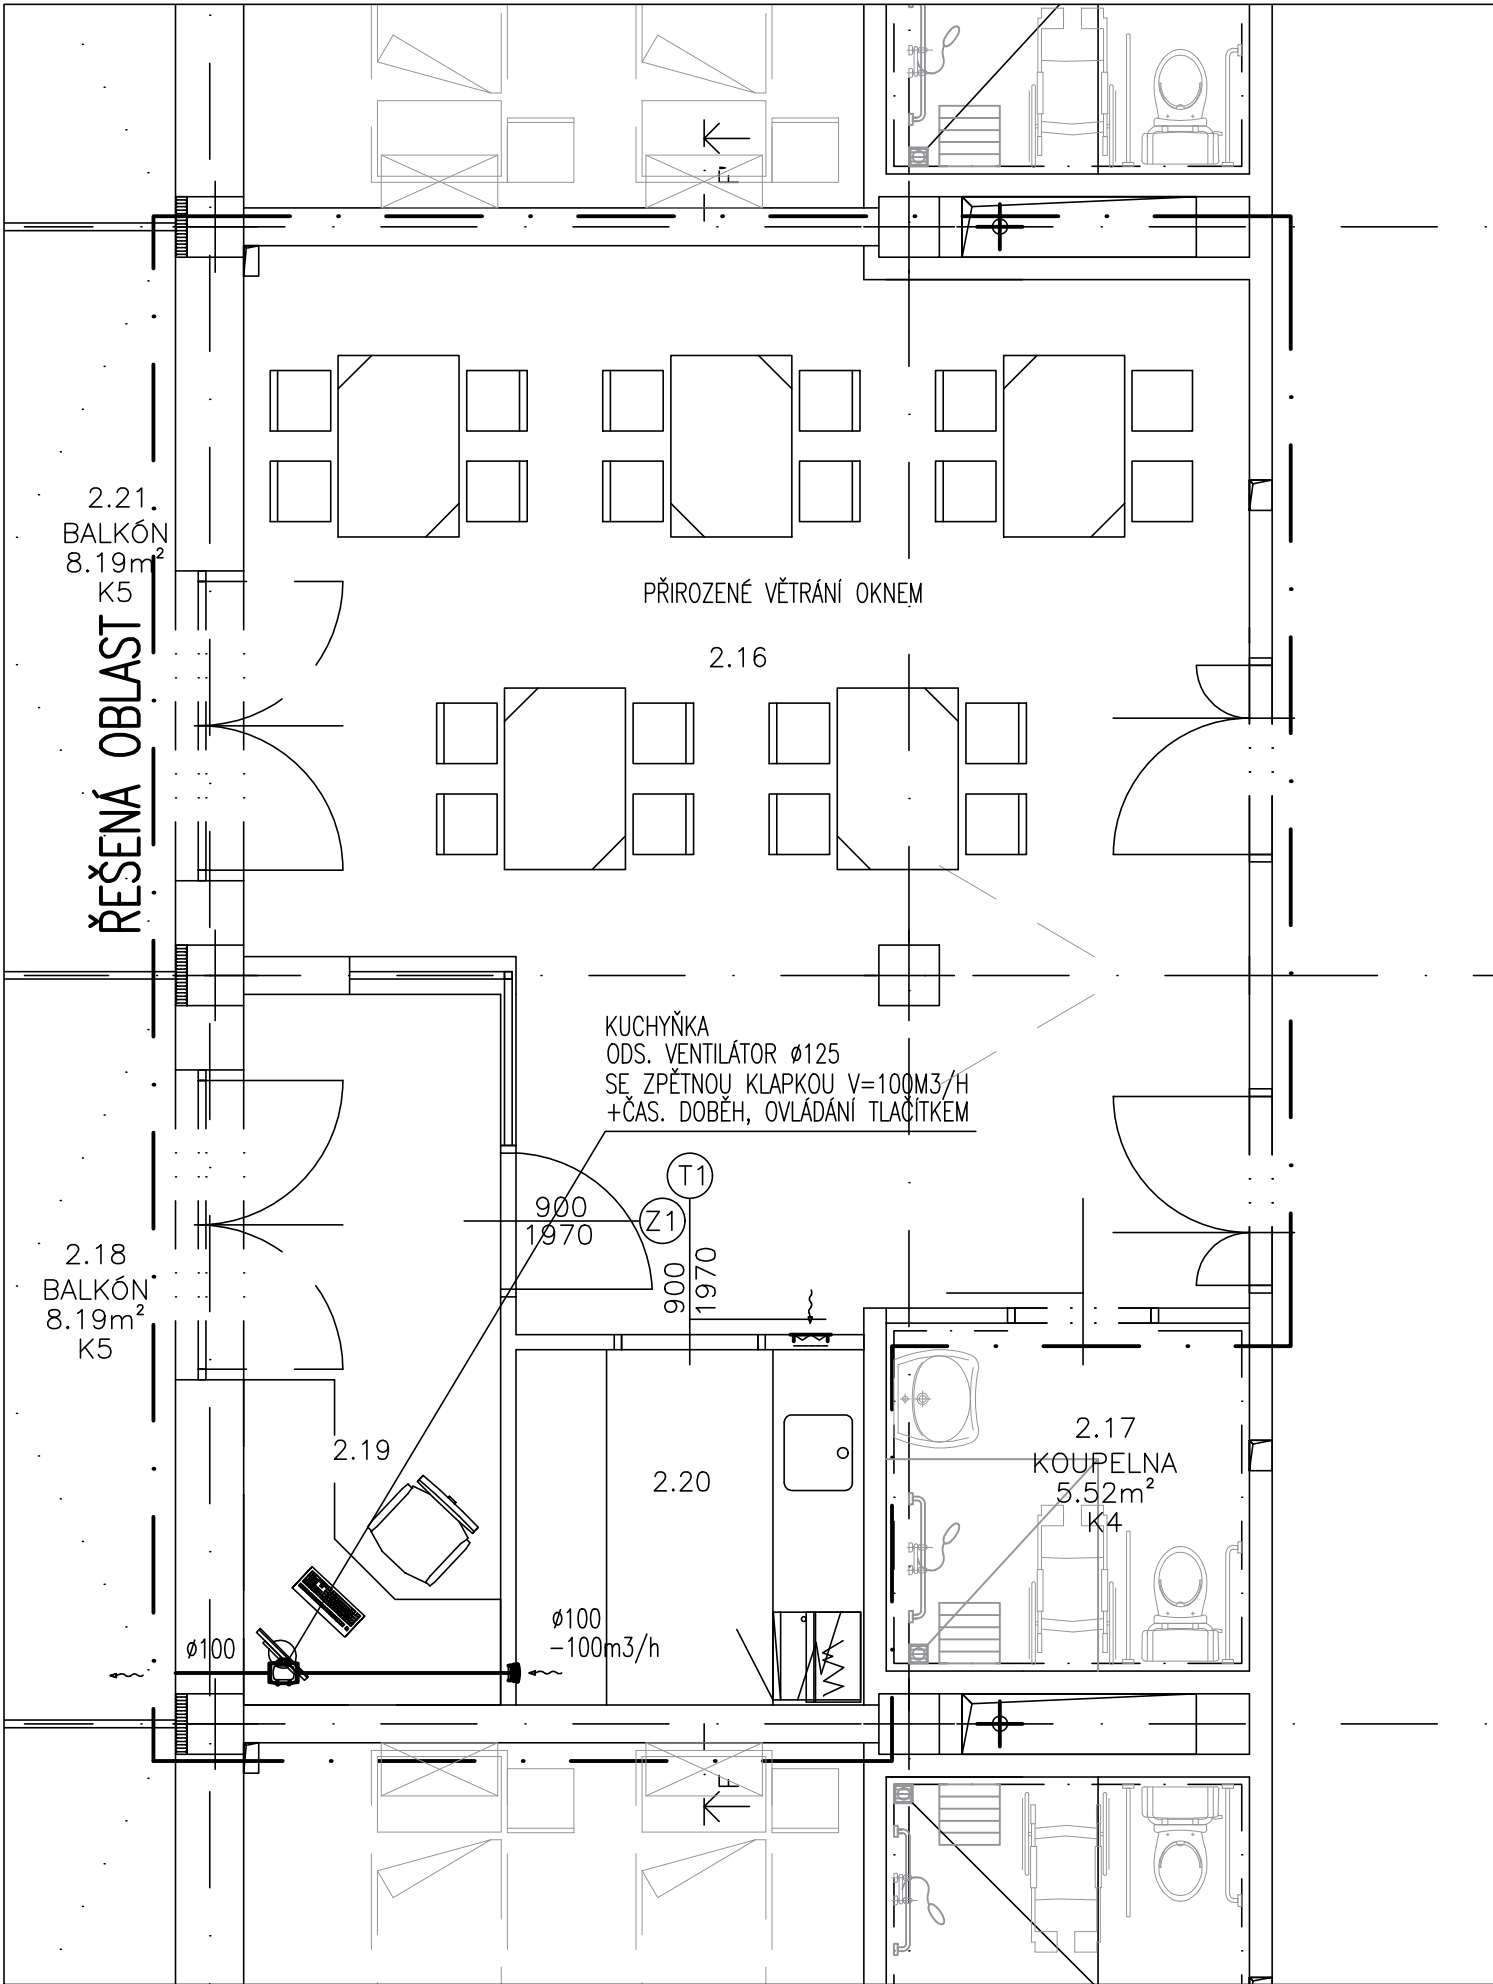 F'
2.21
BALKÓN
8.19m²
K5
ŘEŠENÁ OBLAST
PŘIROZENÉ VĚTRÁNÍ OKNEM
2.16
KUCHYŇKA
ODS. VENTILÁTOR ø125
SE ZPĚTNOU KLAPKOU V=100M3/H
+ČAS. DOBĚH, OVLÁDÁNÍ TLAČÍTKEM
T1
900
1970
Z1
900
1970
2.18
BALKÓN
8.19m²
K5
2.19
2.20
2.17
KOUPELNA
5.52m²
K4
ø100
ø100
-100m3/h
F